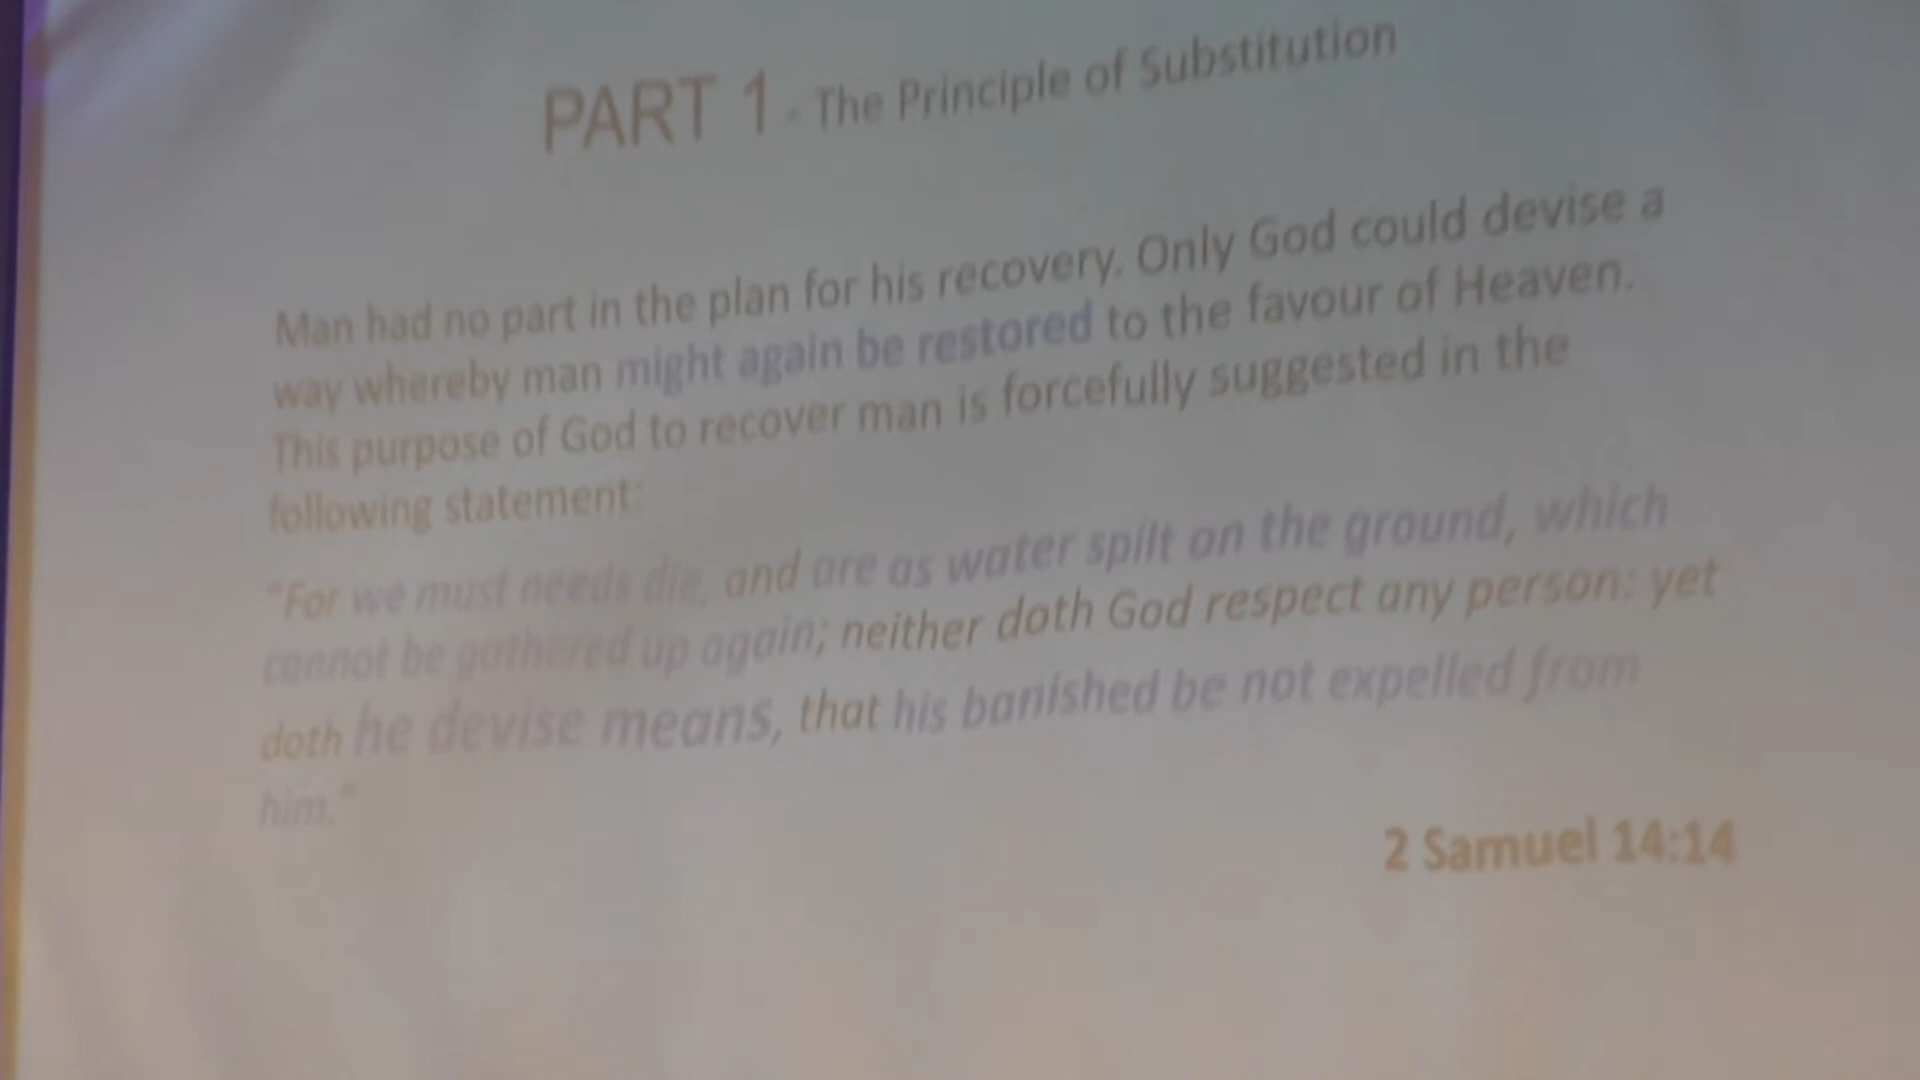 PART 1 - The Principle of Substitution
Man had no part in the plan for his recovery. Only God could devise a
way whereby man might again be restored to the favour of Heaven.
This purpose of God to recover man is forcefully suggested in the
following statement:
"For we must needs die, and are as water spilt on the ground, which
cannot be gathered up again; neither doth God respect any person: yet
doth he devise means, that his banished be not expelled from
him."
2 Samuel 14:14